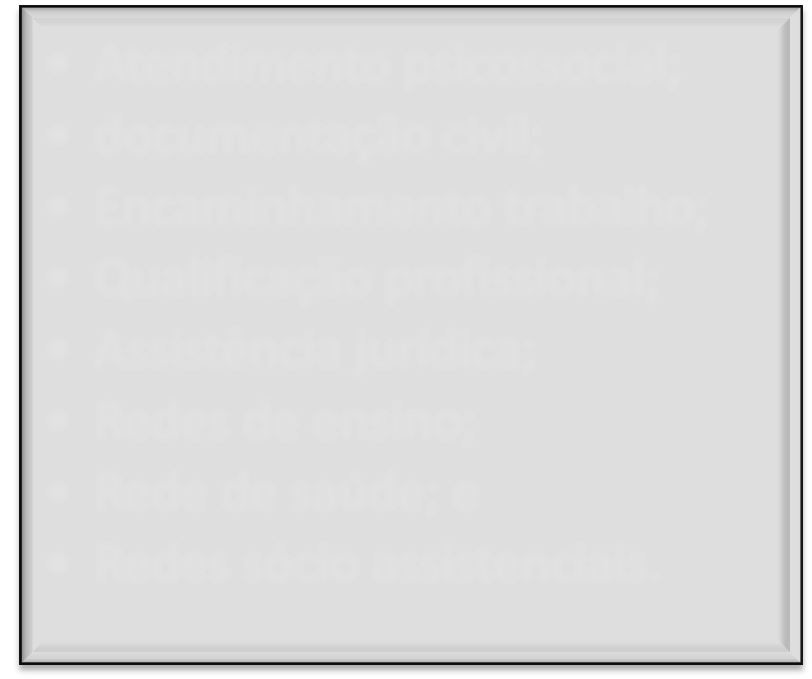 • Atendimento psicossocial;
• documentação civil;
• Encaminhamento trabalho;
• Qualificação profissional;
• Assistência Jurídica;
• Redes de ensino;
• Rede de saúde; e
• Redes sócio assistenciais.